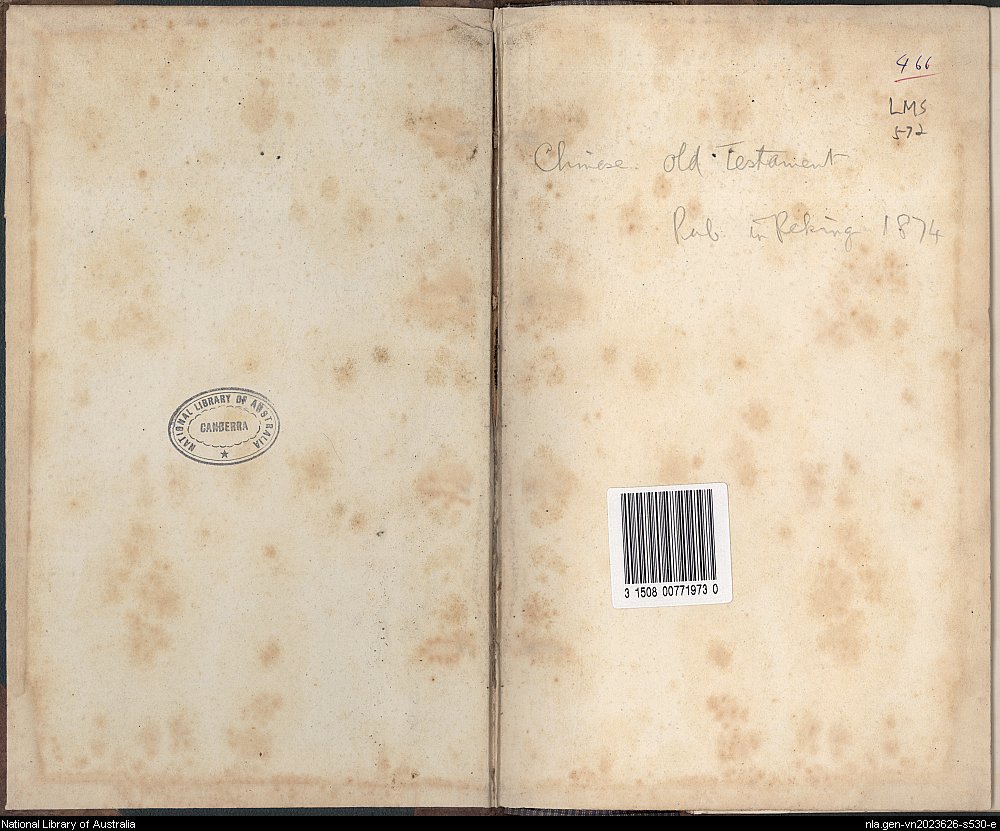 NATIONAL LIBRARY OF AUSTRALIA
CANBERRA
466
LMS
572
Chinese. Old Testament
Pub. in Peking 1874
3 1508 00771973 0
National Library of Australia
nla.gen-vn2023626-s530-e